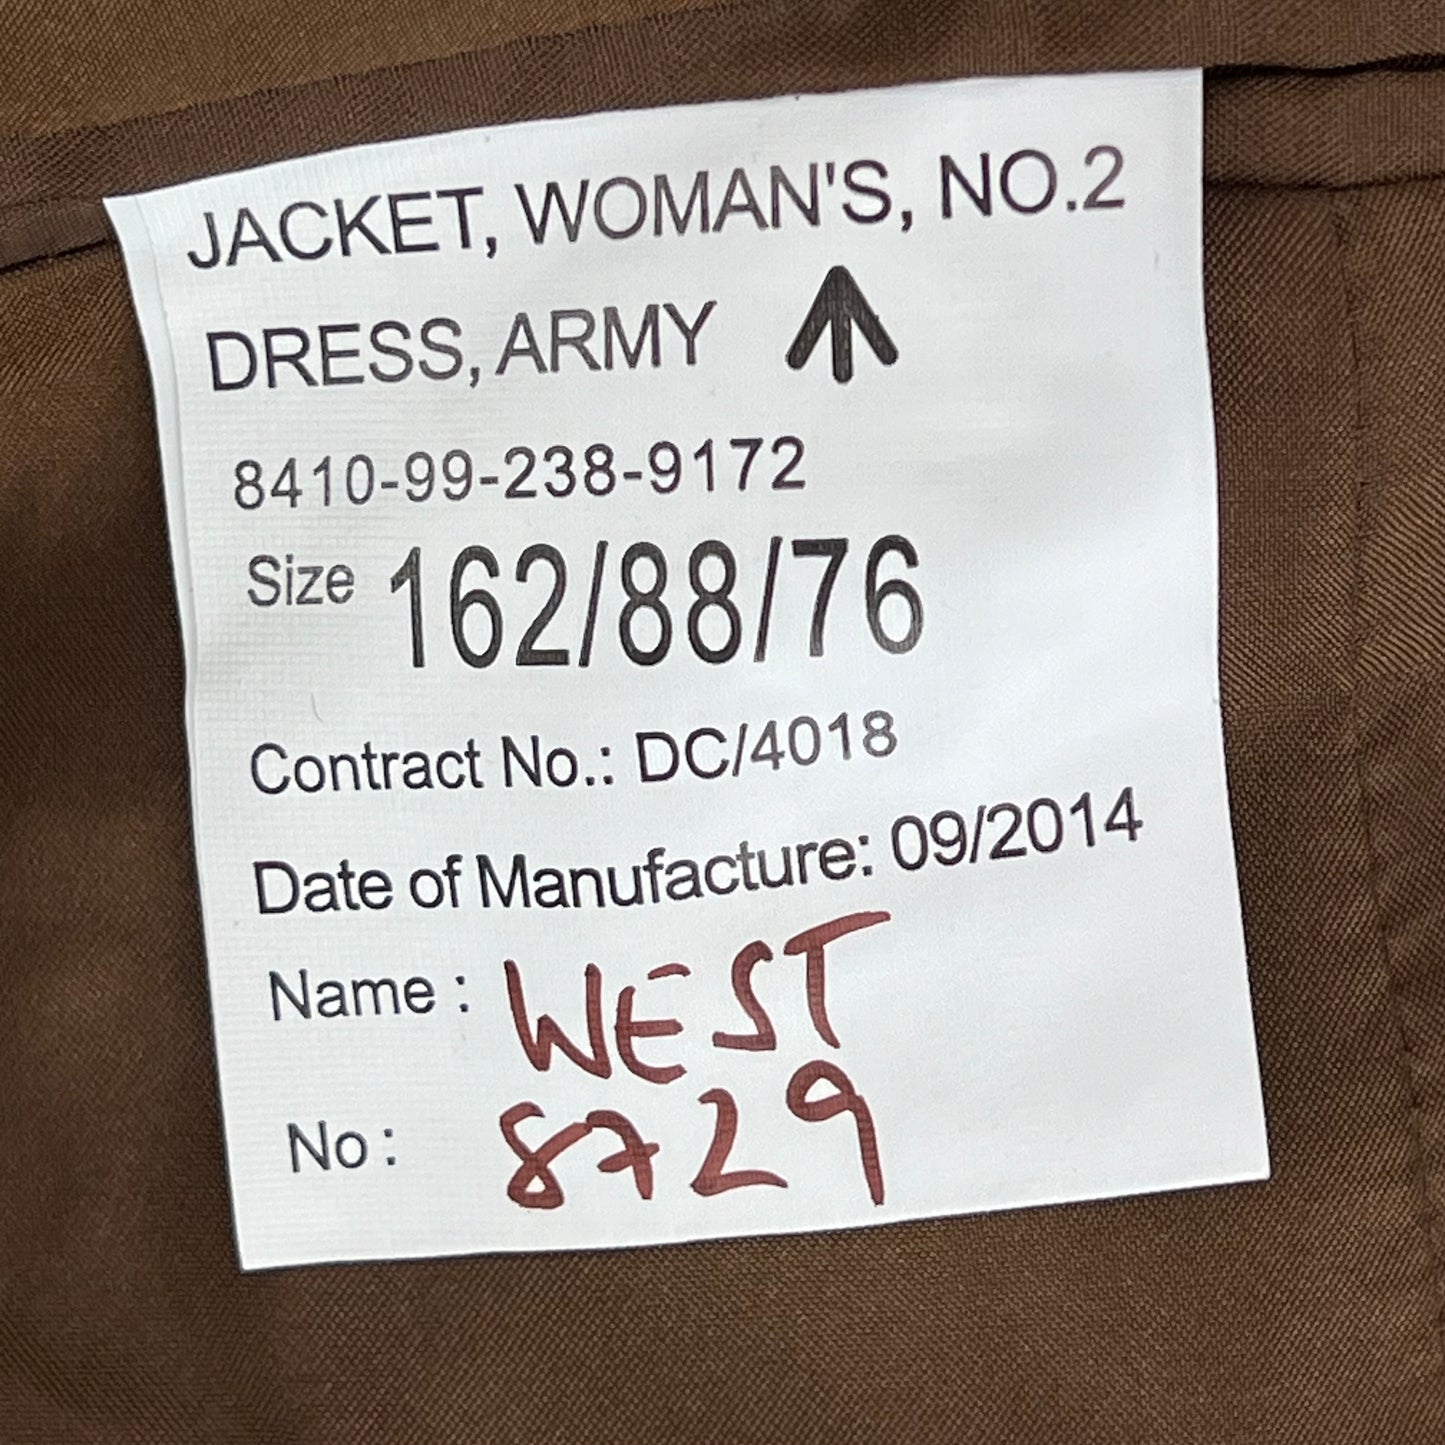 JACKET, WOMAN'S, NO.2
DRESS, ARMY
8410-99-238-9172
Size 162/88/76
Contract No.: DC/4018
Date of Manufacture: 09/2014
Name : WEST
No : 8729